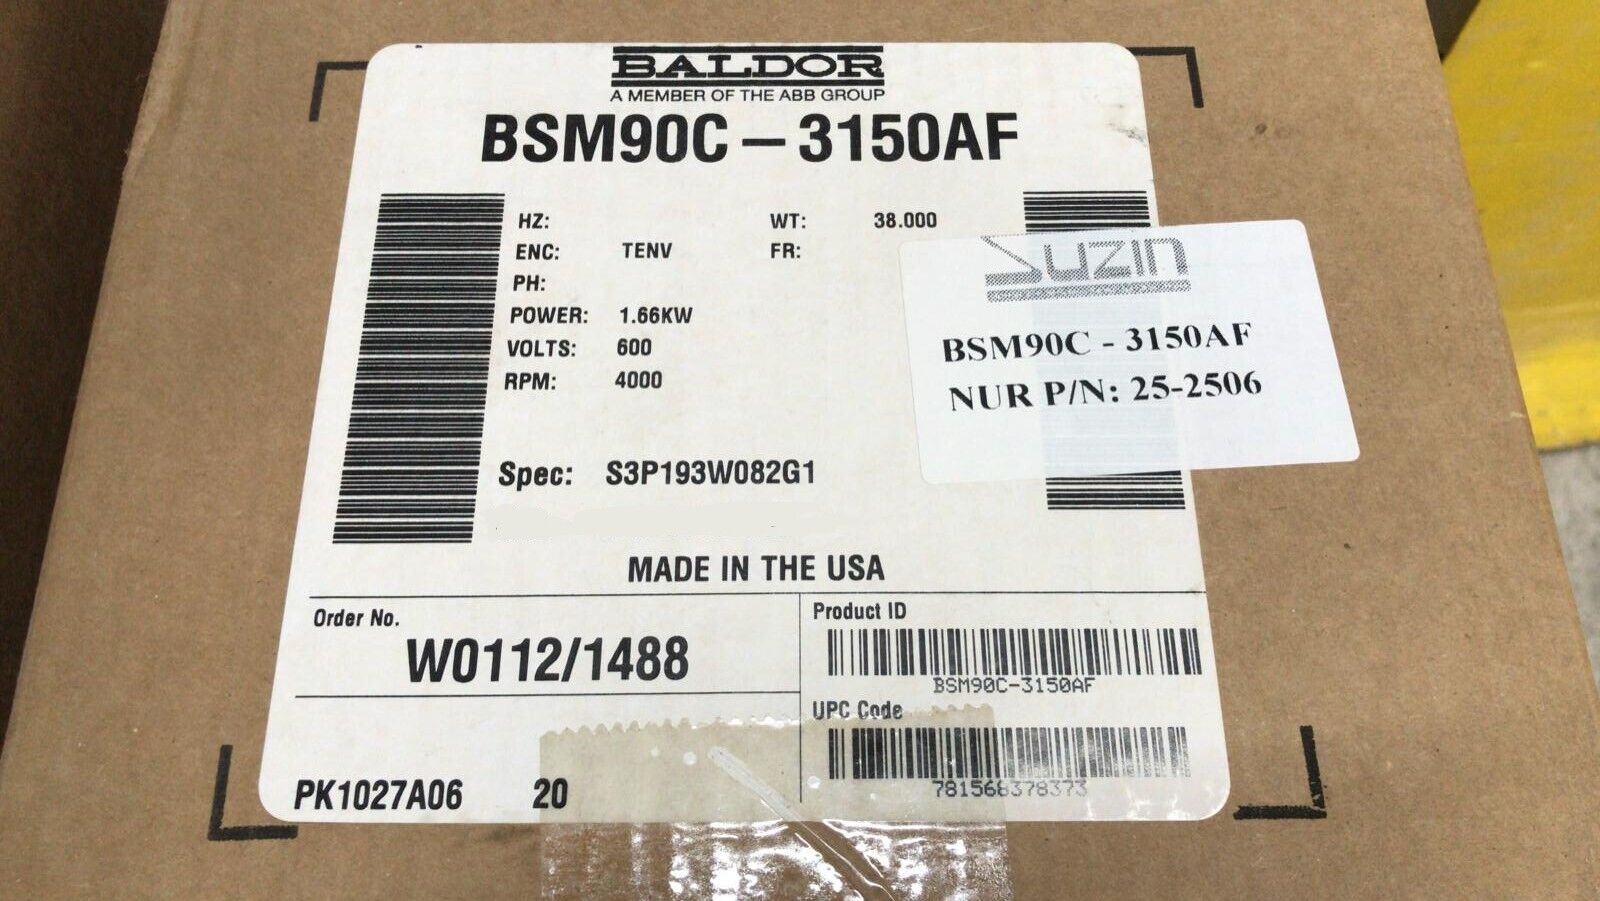 BALDOR
A MEMBER OF THE ABB GROUP
BSM90C - 3150AF
HZ: WT: 38.000
ENC: TENV FR:
PH:
POWER: 1.66KW
VOLTS: 600
RPM: 4000
Spec: S3P193W082G1
MADE IN THE USA
Suzin
BSM90C - 3150AF
NUR P/N: 25-2506
Order No.
W0112/1488
Product ID
BSM90C-3150AF
UPC Code
781568378373
PK1027A06 20